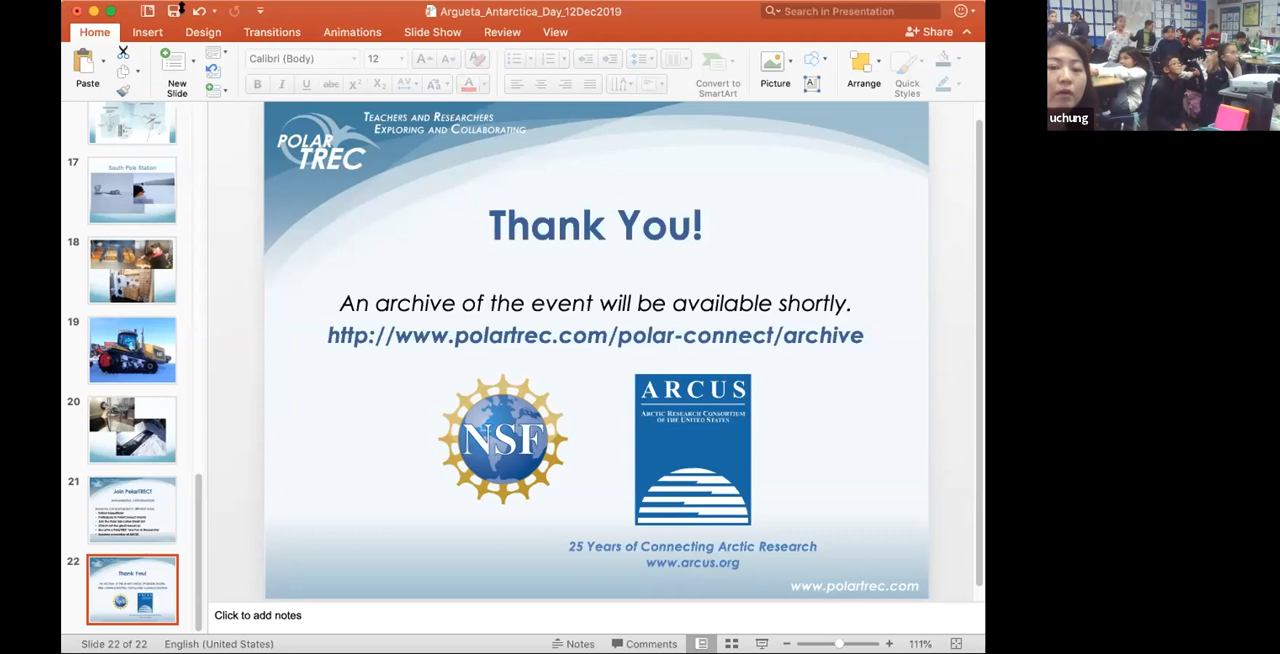 Argueta_Antarctica_Day_12Dec2019
Search in Presentation
Home Insert Design Transitions Animations Slide Show Review View
Share
Calibri (Body) 12
Paste
New Slide
B I U abc X² X₂
Convert to SmartArt
Picture
Arrange
Quick Styles
uchung
17
South Pole Station
18
19
20
21
Join PolarTREC!
22
Thank You!
TEACHERS AND RESEARCHERS
EXPLORING AND COLLABORATING
POLAR
TREC
Thank You!
An archive of the event will be available shortly.
http://www.polartrec.com/polar-connect/archive
NSF
ARCUS
ARCTIC RESEARCH CONSORTIUM
OF THE UNITED STATES
25 Years of Connecting Arctic Research
www.arcus.org
www.polartrec.com
Click to add notes
Slide 22 of 22 English (United States) Notes Comments 111%